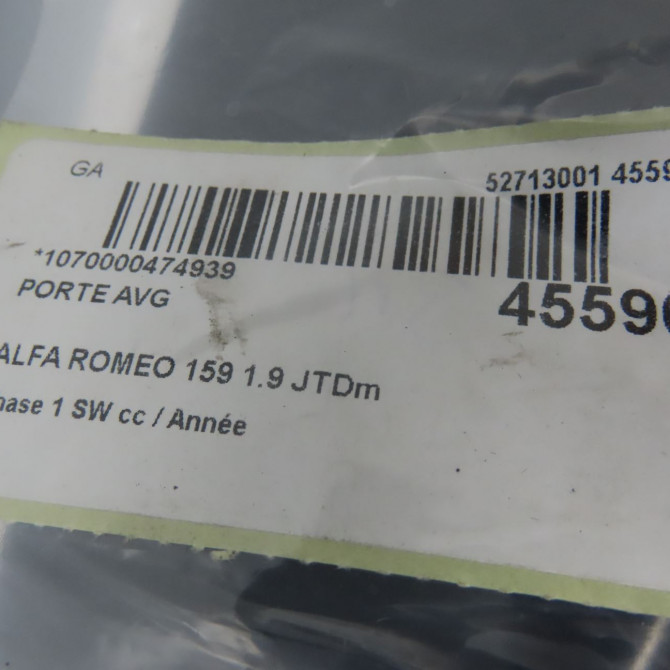 GA
52713001 4559
*1070000474939
PORTE AVG
4559
ALFA ROMEO 159 1.9 JTDm
hase 1 SW cc / Année